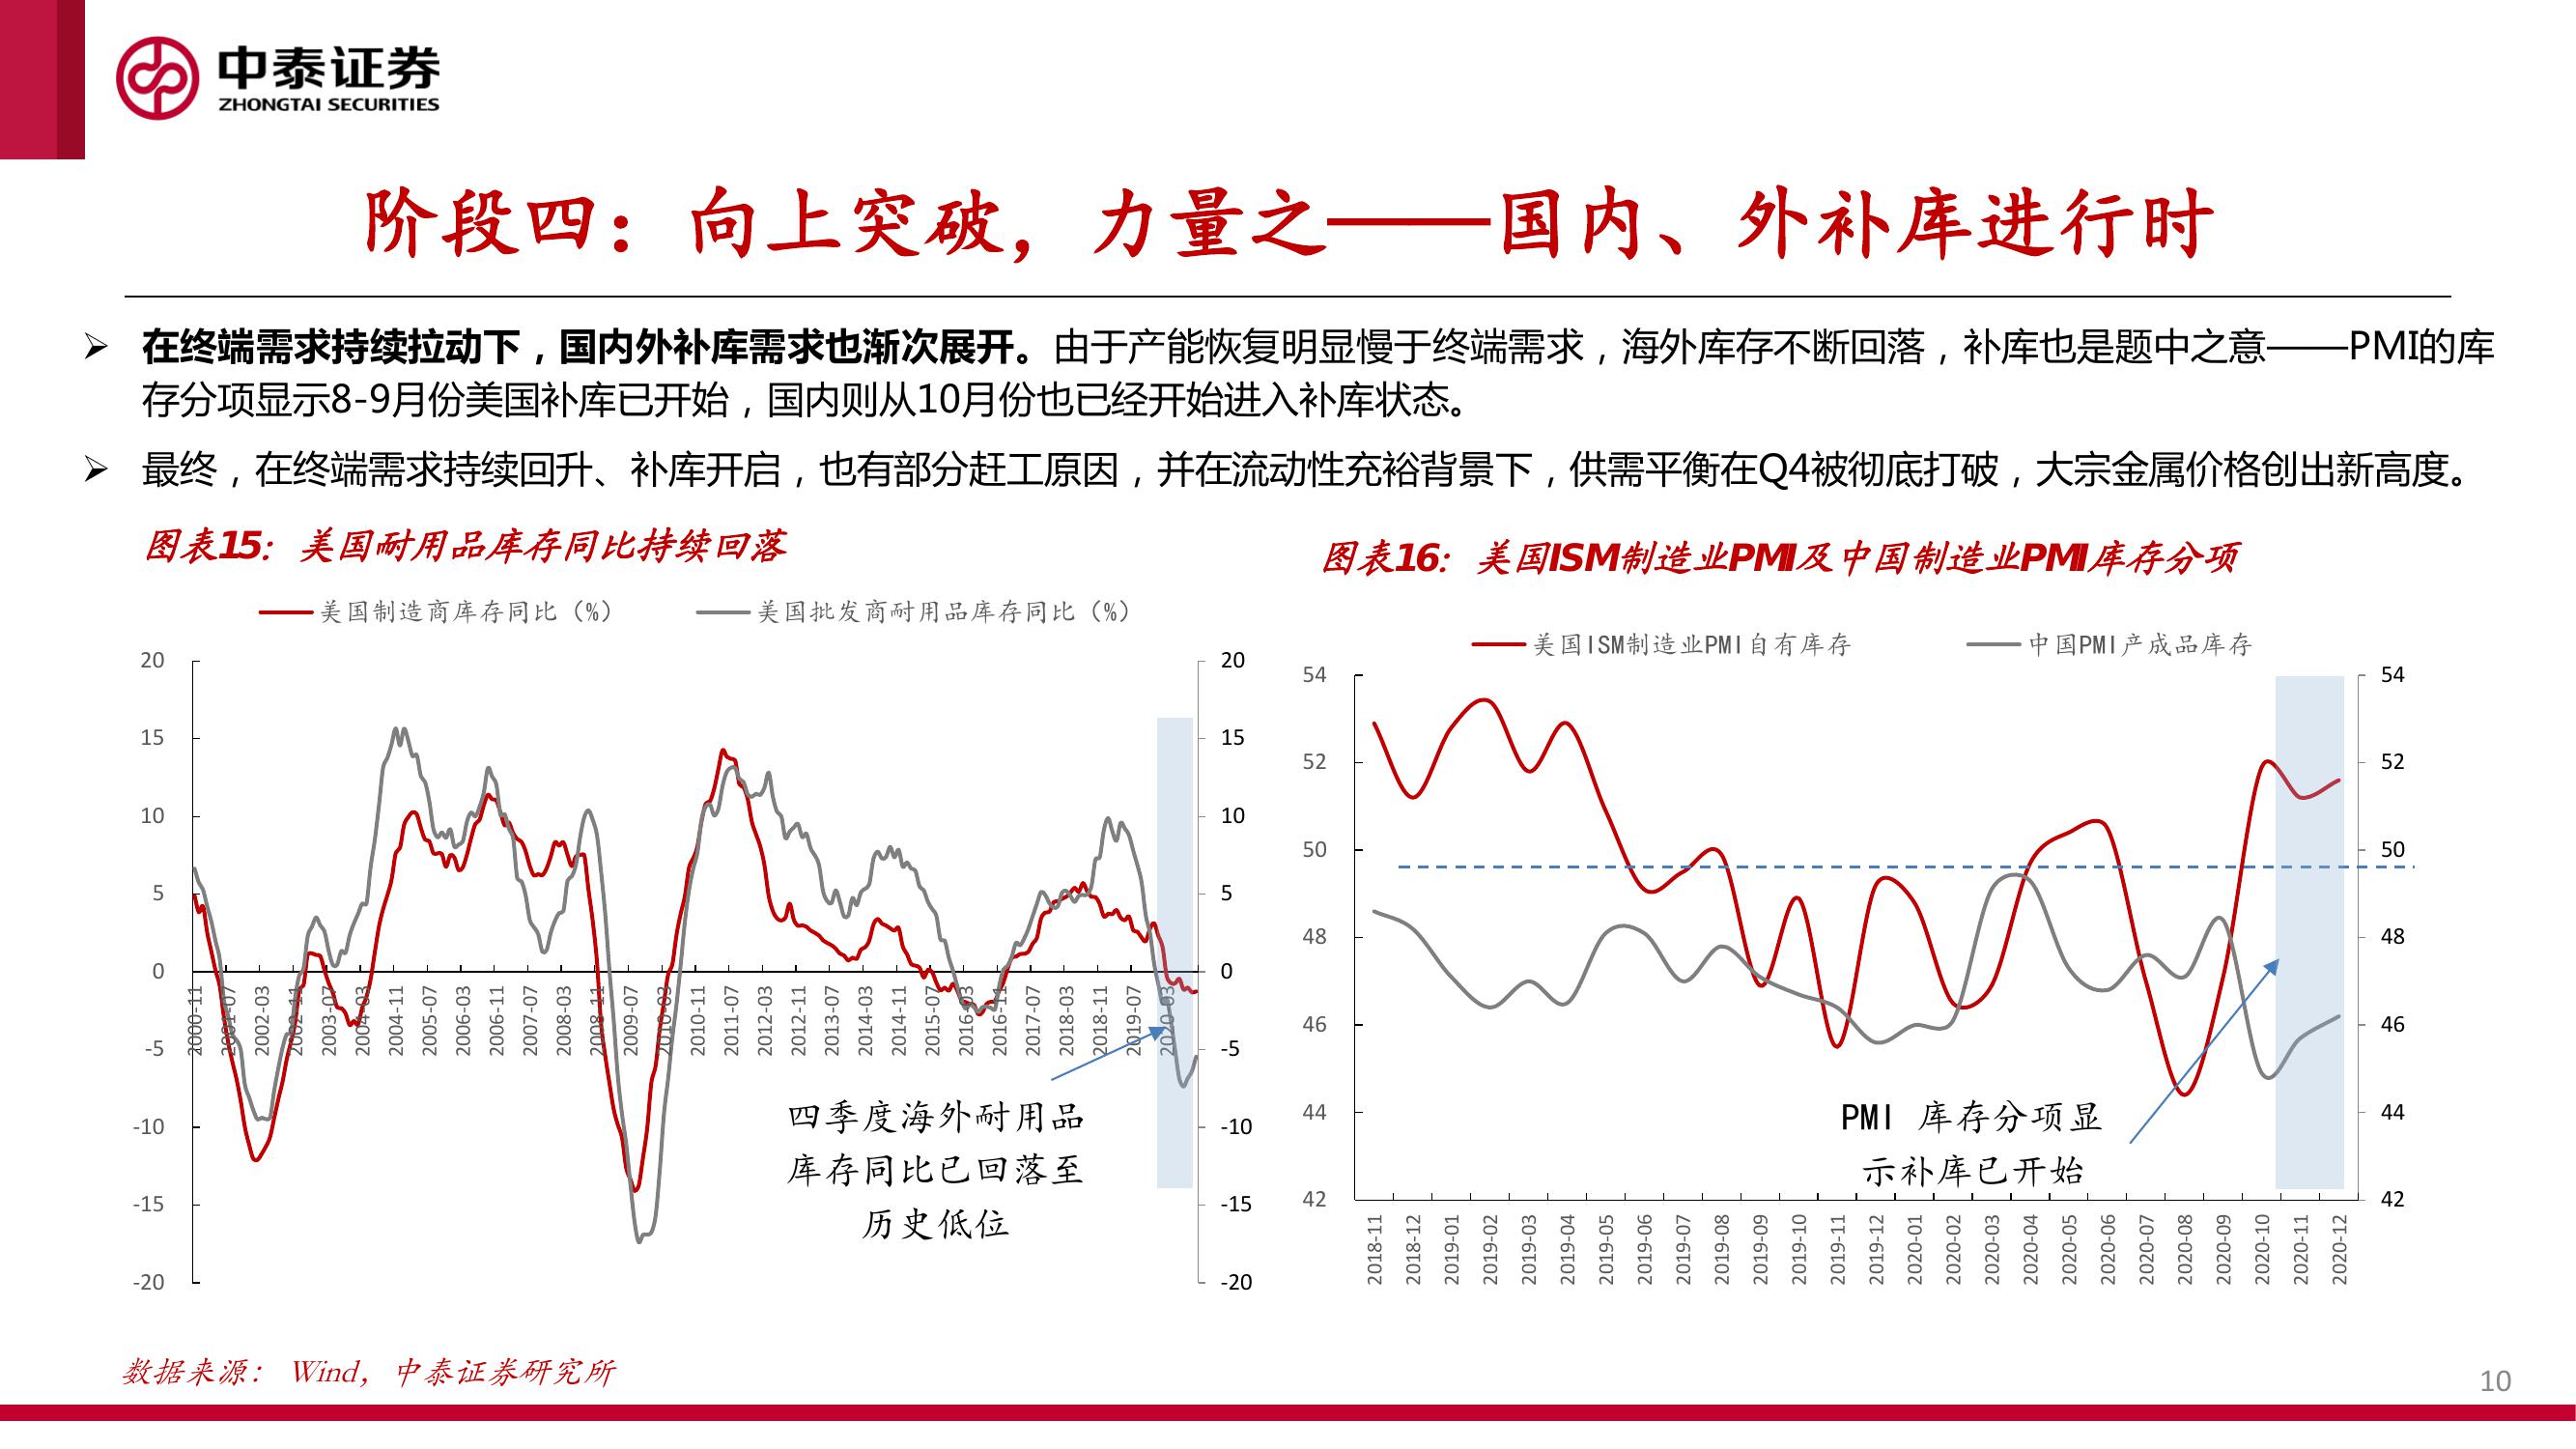 中泰证券
ZHONGTAI SECURITIES
阶段四：向上突破，力量之——国内、外补库进行时
➢ 在终端需求持续拉动下，国内外补库需求也渐次展开。由于产能恢复明显慢于终端需求，海外库存不断回落，补库也是题中之意——PMI的库
存分项显示8-9月份美国补库已开始，国内则从10月份也已经开始进入补库状态。
➢ 最终，在终端需求持续回升、补库开启，也有部分赶工原因，并在流动性充裕背景下，供需平衡在Q4被彻底打破，大宗金属价格创出新高度。
图表15：美国耐用品库存同比持续回落
美国制造商库存同比（%） 美国批发商耐用品库存同比（%）
20
15
10
5
0
-5
-10
-15
-20
20
15
10
5
0
-5
-10
-15
-20
2000-11 2001-07 2002-03 2002-11 2003-07 2004-03 2004-11 2005-07 2006-03 2006-11 2007-07 2008-03 2008-11 2009-07 2010-03 2010-11 2011-07 2012-03 2012-11 2013-07 2014-03 2014-11 2015-07 2016-03 2016-11 2017-07 2018-03 2018-11 2019-07 2020-03
四季度海外耐用品
库存同比已回落至
历史低位
图表16：美国ISM制造业PMI及中国制造业PMI库存分项
美国ISM制造业PMI自有库存 中国PMI产成品库存
54
52
50
48
46
44
42
54
52
50
48
46
44
42
PMI 库存分项显
示补库已开始
2018-11 2018-12 2019-01 2019-02 2019-03 2019-04 2019-05 2019-06 2019-07 2019-08 2019-09 2019-10 2019-11 2019-12 2020-01 2020-02 2020-03 2020-04 2020-05 2020-06 2020-07 2020-08 2020-09 2020-10 2020-11 2020-12
数据来源： Wind，中泰证券研究所
10